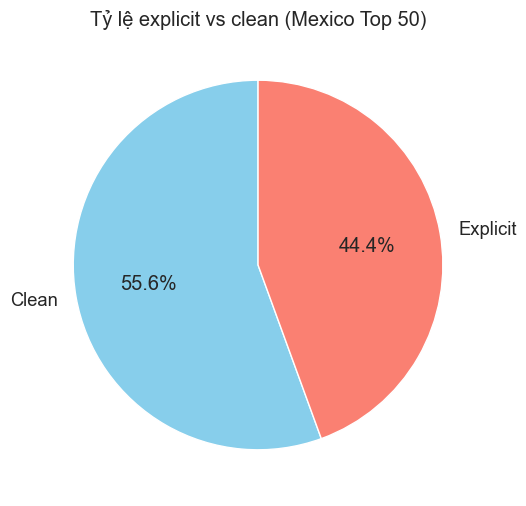 Tỷ lệ explicit vs clean (Mexico Top 50)
Explicit
44.4%
55.6%
Clean